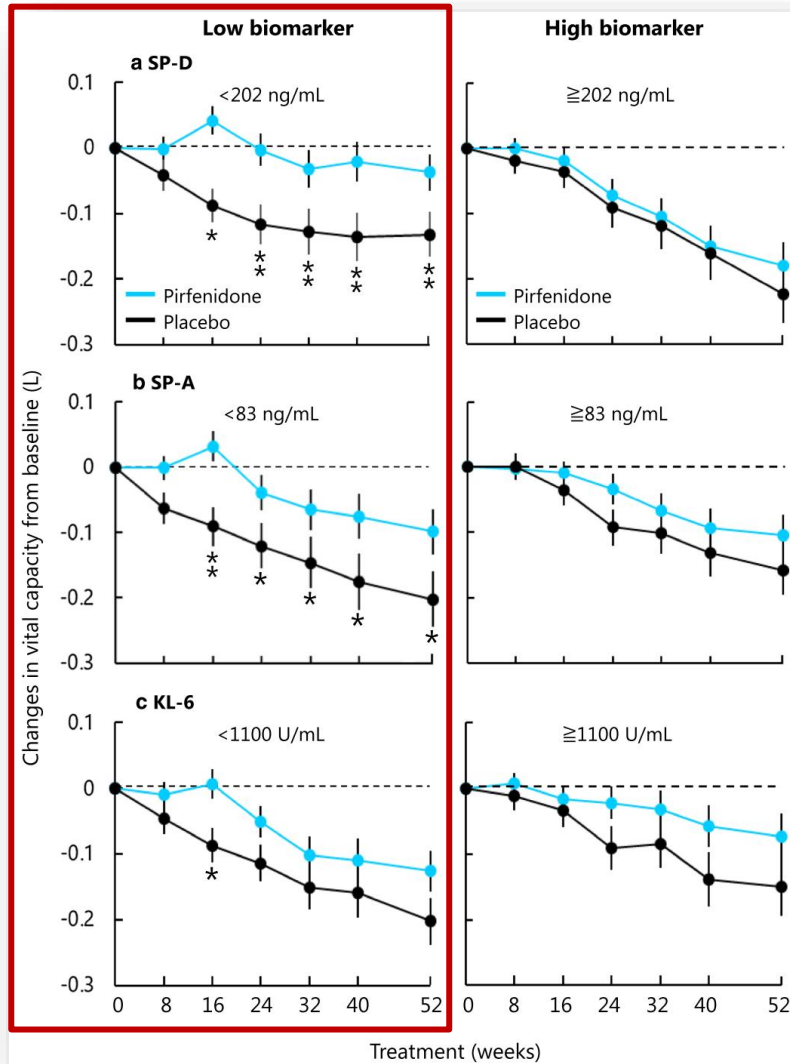 Low biomarker
High biomarker
a SP-D
<202 ng/mL
≧202 ng/mL
0.1
0
-0.1
-0.2
-0.3
*
*
*
*
*
*
*
*
*
Pirfenidone
Placebo
Pirfenidone
Placebo
b SP-A
<83 ng/mL
≧83 ng/mL
0.1
0
-0.1
-0.2
-0.3
*
*
*
*
*
*
c KL-6
<1100 U/mL
≧1100 U/mL
0.1
0
-0.1
-0.2
-0.3
*
0 8 16 24 32 40 52
0 8 16 24 32 40 52
Changes in vital capacity from baseline (L)
Treatment (weeks)